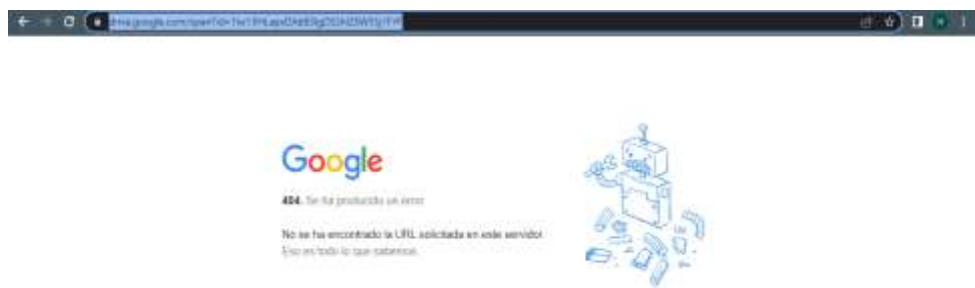 Google
404. Se ha producido un error
No se ha encontrado la URL solicitada en este servidor.
Eso es todo lo que sabemos.